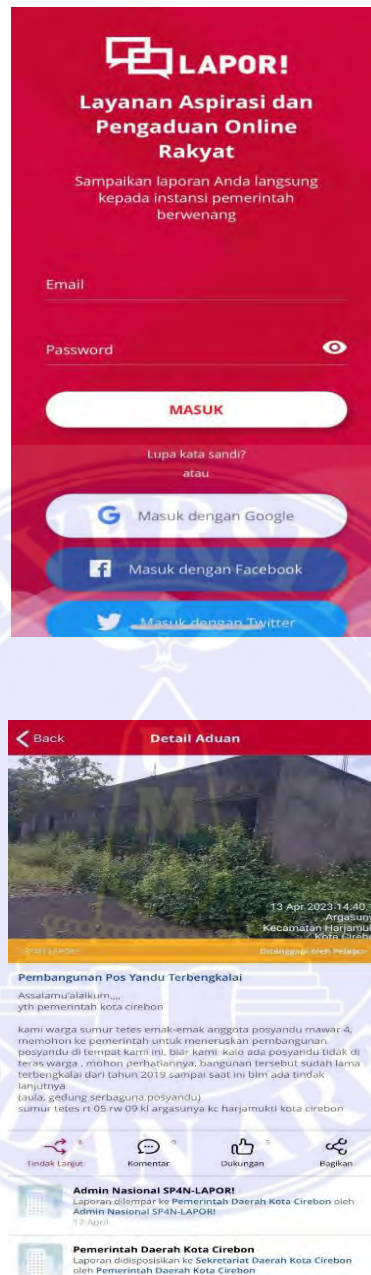 LAPOR!
Layanan Aspirasi dan
Pengaduan Online
Rakyat
Sampaikan laporan Anda langsung
kepada instansi pemerintah
berwenang
Email
Password
MASUK
Lupa kata sandi?
atau
G Masuk dengan Google
f Masuk dengan Facebook
Masuk dengan Twitter
Back
Detail Aduan
13 Apr 2023 14.40
Argasun
Kecamatan Harjamuk
Kota Cireb
SP4N LAPOR!
Ditanggapi oleh Pelapor
Pembangunan Pos Yandu Terbengkalai
Assalamu'alaikum,,,,
yth pemerintah kota cirebon
kami warga sumur tetes emak-emak anggota posyandu mawar 4,
memohon ke pemerintah untuk meneruskan pembangunan
posyandu di tempat kami ini, biar kami kalo ada posyandu tidak di
teras warga , mohon perhatiannya, bangunan tersebut sudah lama
terbengkalai dari tahun 2019 sampai saat ini blm ada tindak
lanjutnya
(aula, gedung serbaguna,posyandu)
sumur tetes rt 05 rw 09 kl argasunya kc harjamukti kota cirebon
Tindak Lanjut
Komentar
Dukungan
Bagikan
Admin Nasional SP4N-LAPOR!
Laporan dilempar ke Pemerintah Daerah Kota Cirebon oleh
Admin Nasional SP4N-LAPOR!
Pemerintah Daerah Kota Cirebon
Laporan didisposisikan ke Sekretariat Daerah Kota Cirebon
oleh Pemerintah Daerah Kota Cirebon